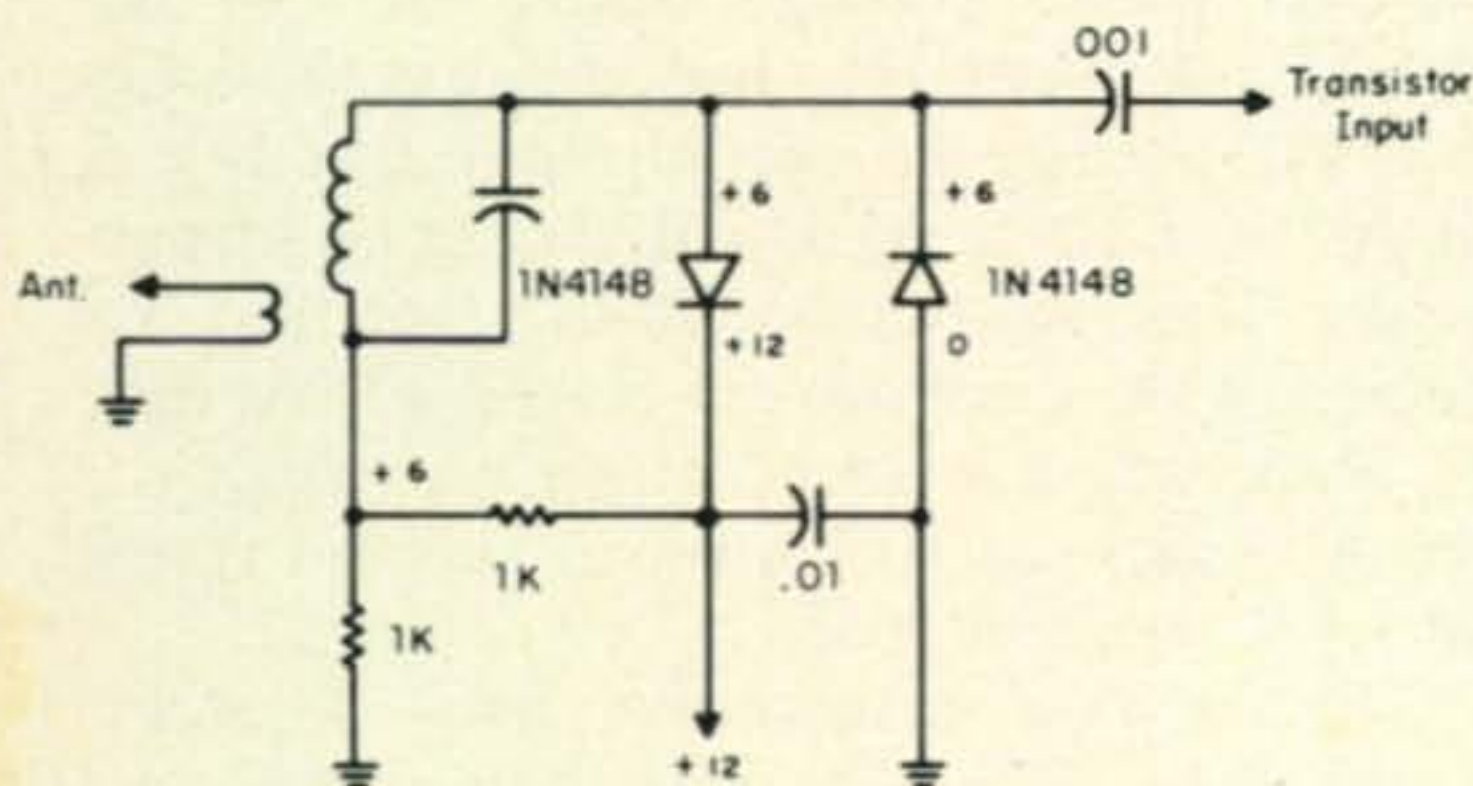 .001
Transistor
Input
+6
+6
Ant.
1N4148
1N4148
+12
0
+6
1K
.01
1K
+12